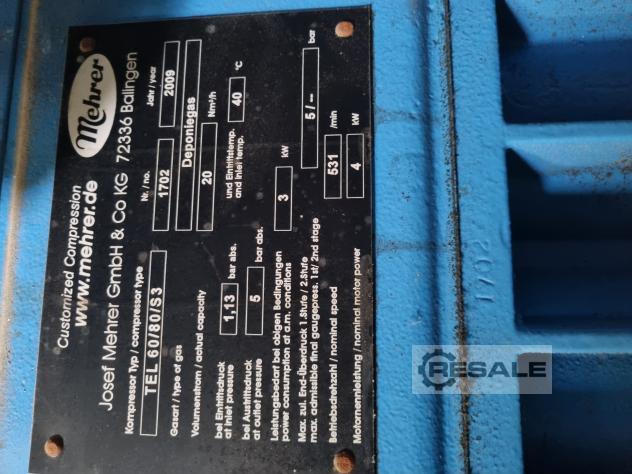 Customized Compression
www.mehrer.de
Mehrer
Josef Mehrer GmbH & Co KG 72336 Balingen
Kompressor Typ / compressor type Nr. / no. Jahr / year
TEL 60/80/S3 1702 2009
Gasart / type of gas Deponiegas
Volumenstrom / actual capacity 20 Nm³/h
bei Eintrittsdruck 1,13 bar abs. und Eintrittstemp. 40 °C
at inlet pressure and inlet temp.
bei Austrittsdruck 5 bar abs.
at outlet pressure
Leistungsbedarf bei obigen Bedingungen 3 kW
power consumption at a.m. conditions
Max. zul. End-Überdruck 1.Stufe / 2.Stufe 5/-- bar
max. admissible final gaugepress. 1st/ 2nd stage
Betriebsdrehzahl / nominal speed 531 /min
Motornennleistung / nominal motor power 4 kW
1702
RESALE